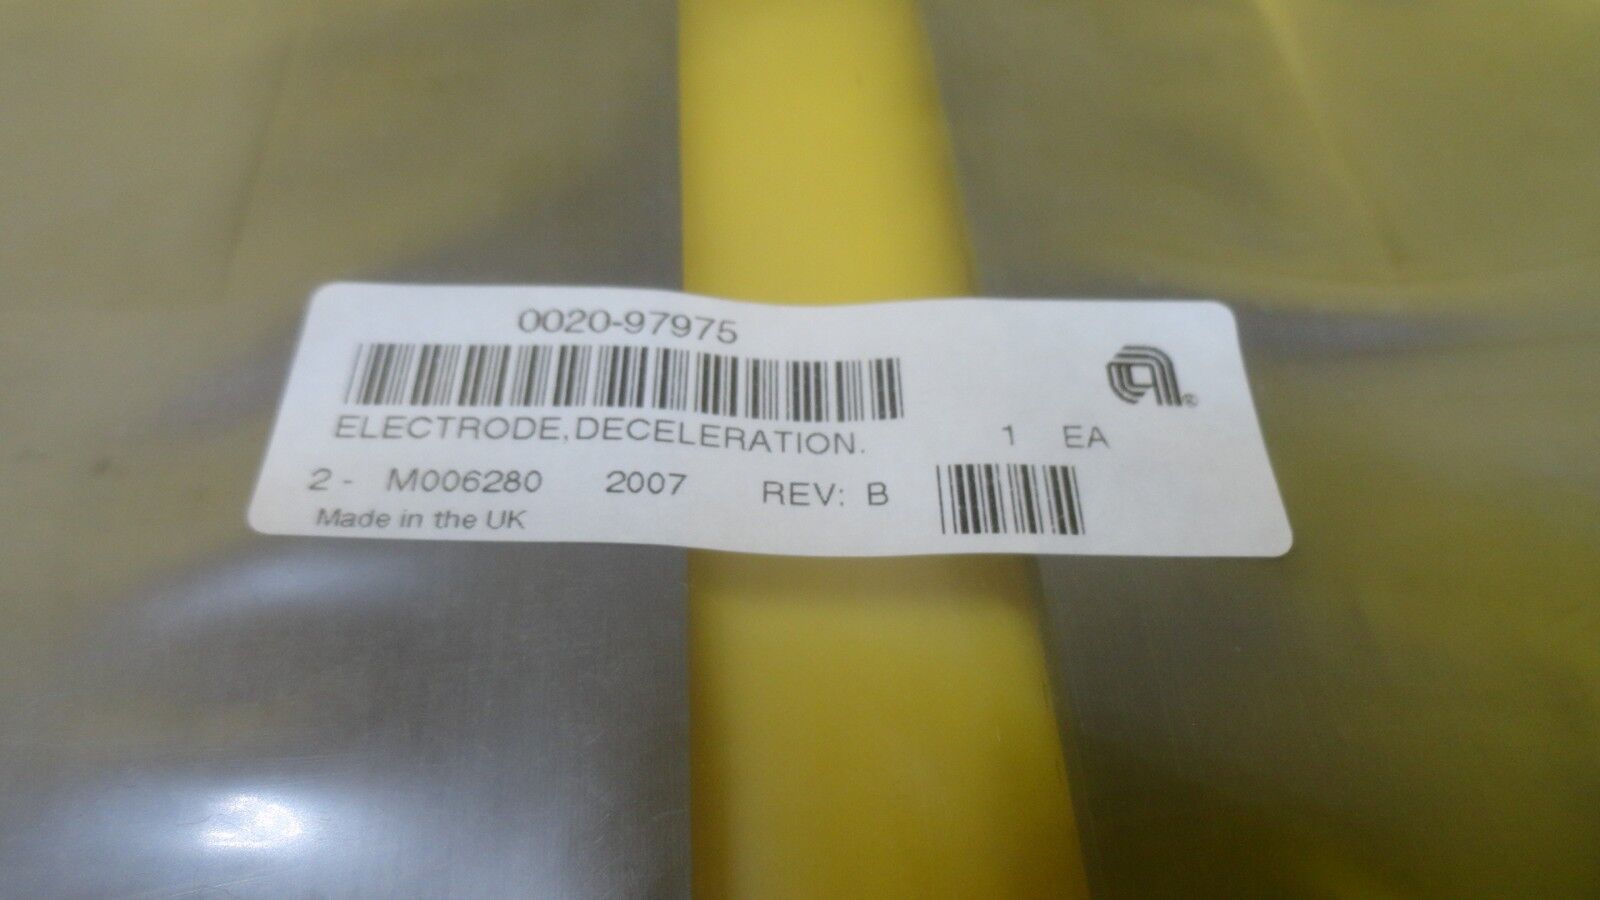 0020-97975
ELECTRODE,DECELERATION. 1 EA
2 - M006280 2007 REV: B
Made in the UK